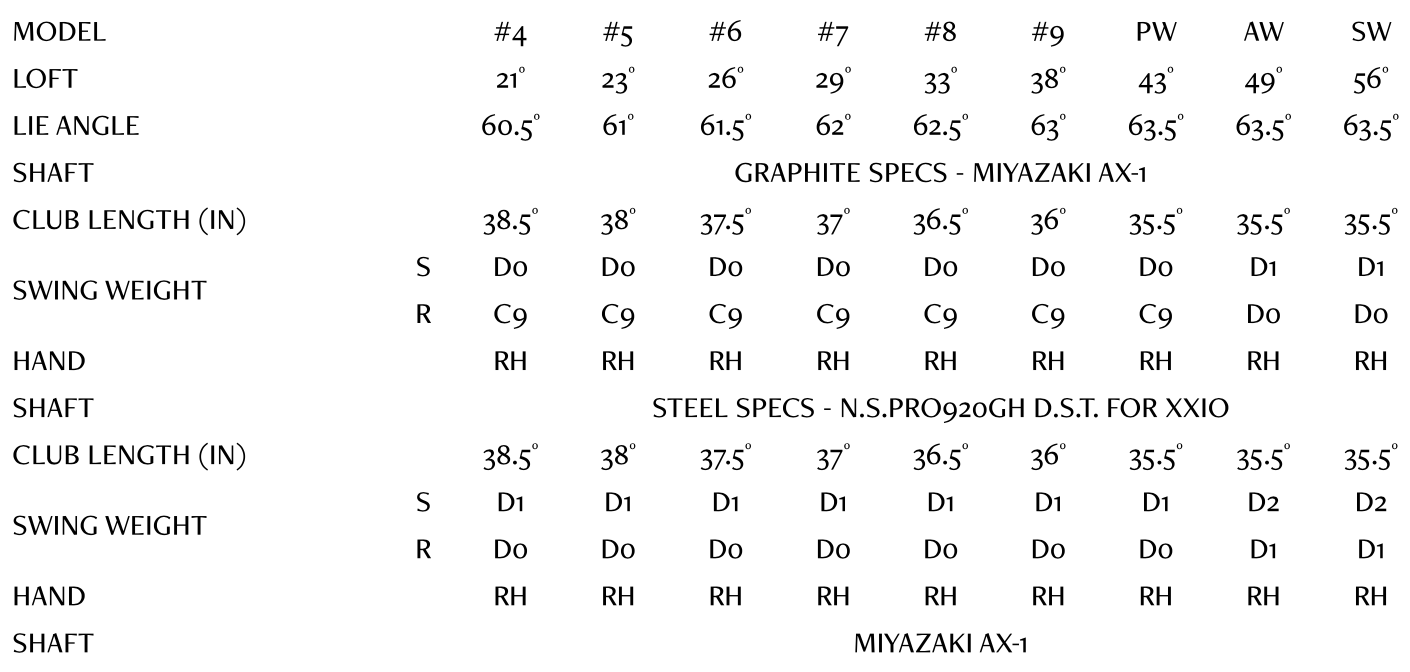 MODEL #4 #5 #6 #7 #8 #9 PW AW SW
LOFT 21° 23° 26° 29° 33° 38° 43° 49° 56°
LIE ANGLE 60.5° 61° 61.5° 62° 62.5° 63° 63.5° 63.5° 63.5°
SHAFT GRAPHITE SPECS - MIYAZAKI AX-1
CLUB LENGTH (IN) 38.5° 38° 37.5° 37° 36.5° 36° 35.5° 35.5° 35.5°
SWING WEIGHT
S D0 D0 D0 D0 D0 D0 D0 D1 D1
R C9 C9 C9 C9 C9 C9 C9 D0 D0
HAND RH RH RH RH RH RH RH RH RH
SHAFT STEEL SPECS - N.S.PRO920GH D.S.T. FOR XXIO
CLUB LENGTH (IN) 38.5° 38° 37.5° 37° 36.5° 36° 35.5° 35.5° 35.5°
SWING WEIGHT
S D1 D1 D1 D1 D1 D1 D1 D2 D2
R D0 D0 D0 D0 D0 D0 D0 D1 D1
HAND RH RH RH RH RH RH RH RH RH
SHAFT MIYAZAKI AX-1